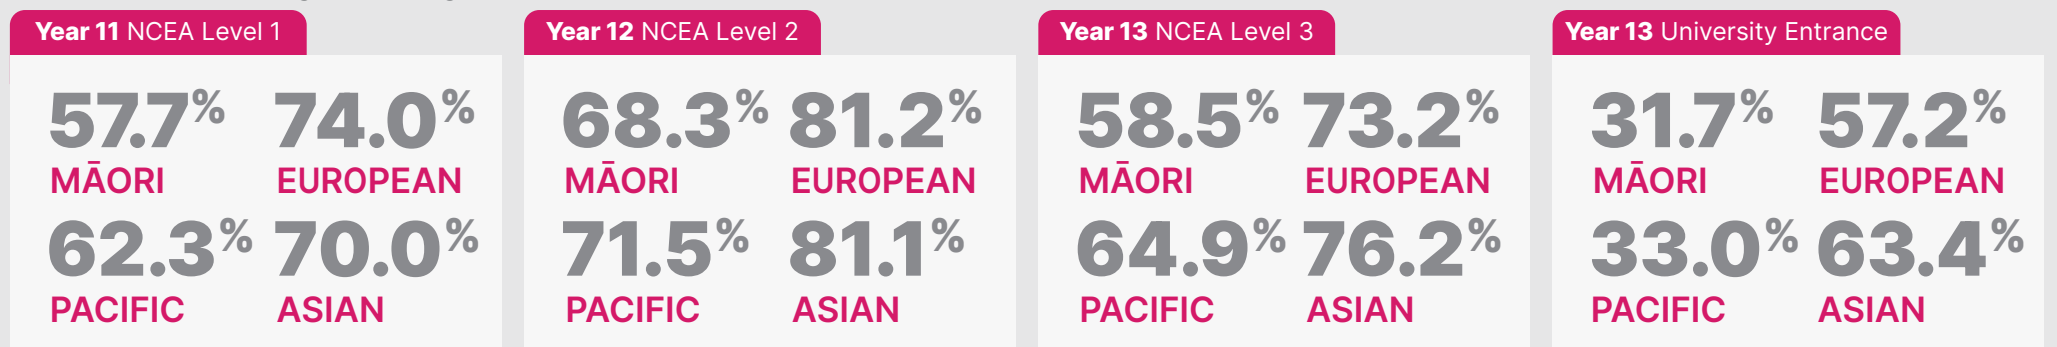 Year 11 NCEA Level 1
57.7% 74.0%
MĀORI EUROPEAN
62.3% 70.0%
PACIFIC ASIAN
Year 12 NCEA Level 2
68.3% 81.2%
MĀORI EUROPEAN
71.5% 81.1%
PACIFIC ASIAN
Year 13 NCEA Level 3
58.5% 73.2%
MĀORI EUROPEAN
64.9% 76.2%
PACIFIC ASIAN
Year 13 University Entrance
31.7% 57.2%
MĀORI EUROPEAN
33.0% 63.4%
PACIFIC ASIAN